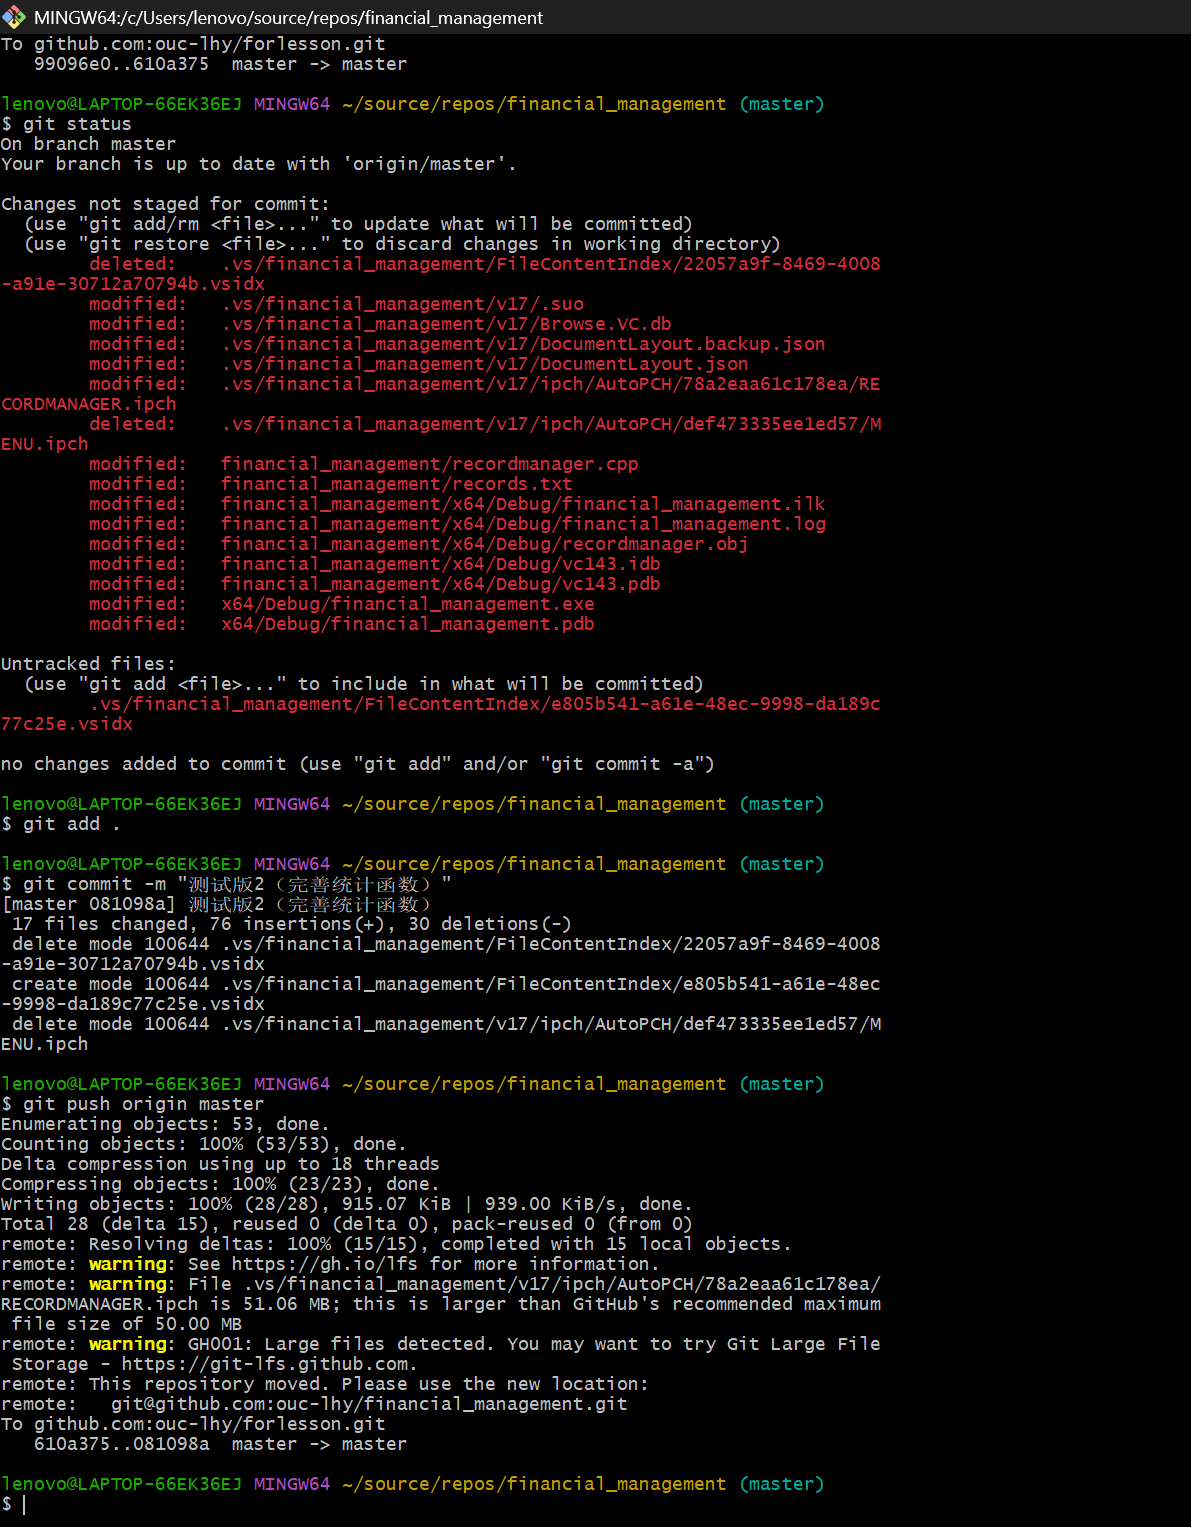 MINGW64:/c/Users/lenovo/source/repos/financial_management
To github.com:ouc-lhy/forlesson.git
   99096e0..610a375  master -> master
lenovo@LAPTOP-66EK36EJ MINGW64 ~/source/repos/financial_management (master)
$ git status
On branch master
Your branch is up to date with 'origin/master'.
Changes not staged for commit:
  (use "git add/rm <file>..." to update what will be committed)
  (use "git restore <file>..." to discard changes in working directory)
        deleted:    .vs/financial_management/FileContentIndex/22057a9f-8469-4008
-a91e-30712a70794b.vsidx
        modified:   .vs/financial_management/v17/.suo
        modified:   .vs/financial_management/v17/Browse.VC.db
        modified:   .vs/financial_management/v17/DocumentLayout.backup.json
        modified:   .vs/financial_management/v17/DocumentLayout.json
        modified:   .vs/financial_management/v17/ipch/AutoPCH/78a2eaa61c178ea/RE
CORDMANAGER.ipch
        deleted:    .vs/financial_management/v17/ipch/AutoPCH/def473335ee1ed57/M
ENU.ipch
        modified:   financial_management/recordmanager.cpp
        modified:   financial_management/records.txt
        modified:   financial_management/x64/Debug/financial_management.ilk
        modified:   financial_management/x64/Debug/financial_management.log
        modified:   financial_management/x64/Debug/recordmanager.obj
        modified:   financial_management/x64/Debug/vc143.idb
        modified:   financial_management/x64/Debug/vc143.pdb
        modified:   x64/Debug/financial_management.exe
        modified:   x64/Debug/financial_management.pdb
Untracked files:
  (use "git add <file>..." to include in what will be committed)
        .vs/financial_management/FileContentIndex/e805b541-a61e-48ec-9998-da189c
77c25e.vsidx
no changes added to commit (use "git add" and/or "git commit -a")
lenovo@LAPTOP-66EK36EJ MINGW64 ~/source/repos/financial_management (master)
$ git add .
lenovo@LAPTOP-66EK36EJ MINGW64 ~/source/repos/financial_management (master)
$ git commit -m "测试版2（完善统计函数）"
[master 081098a] 测试版2（完善统计函数）
 17 files changed, 76 insertions(+), 30 deletions(-)
 delete mode 100644 .vs/financial_management/FileContentIndex/22057a9f-8469-4008
-a91e-30712a70794b.vsidx
 create mode 100644 .vs/financial_management/FileContentIndex/e805b541-a61e-48ec
-9998-da189c77c25e.vsidx
 delete mode 100644 .vs/financial_management/v17/ipch/AutoPCH/def473335ee1ed57/M
ENU.ipch
lenovo@LAPTOP-66EK36EJ MINGW64 ~/source/repos/financial_management (master)
$ git push origin master
Enumerating objects: 53, done.
Counting objects: 100% (53/53), done.
Delta compression using up to 18 threads
Compressing objects: 100% (23/23), done.
Writing objects: 100% (28/28), 915.07 KiB | 939.00 KiB/s, done.
Total 28 (delta 15), reused 0 (delta 0), pack-reused 0 (from 0)
remote: Resolving deltas: 100% (15/15), completed with 15 local objects.
remote: warning: See https://gh.io/lfs for more information.
remote: warning: File .vs/financial_management/v17/ipch/AutoPCH/78a2eaa61c178ea/
RECORDMANAGER.ipch is 51.06 MB; this is larger than GitHub's recommended maximum
 file size of 50.00 MB
remote: warning: GH001: Large files detected. You may want to try Git Large File
 Storage - https://git-lfs.github.com.
remote: This repository moved. Please use the new location:
remote:   git@github.com:ouc-lhy/financial_management.git
To github.com:ouc-lhy/forlesson.git
   610a375..081098a  master -> master
lenovo@LAPTOP-66EK36EJ MINGW64 ~/source/repos/financial_management (master)
$